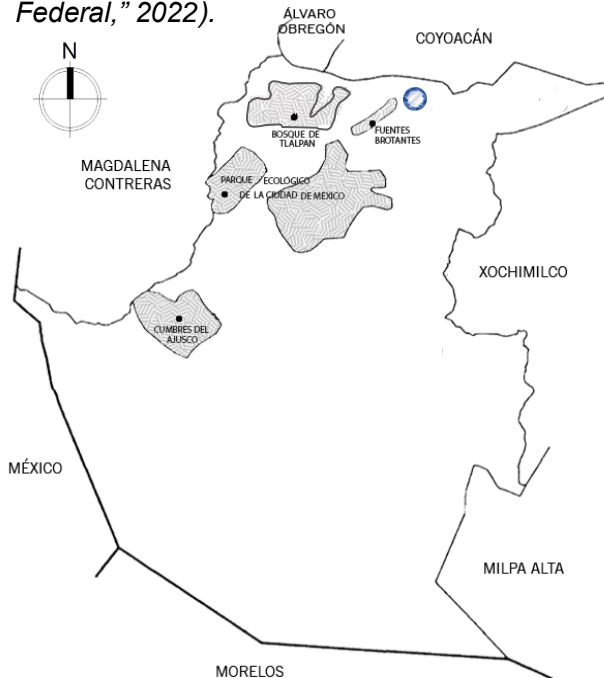 Federal,” 2022).
ÁLVARO
OBREGÓN
COYOACÁN
N
BOSQUE DE
TLALPAN
FUENTES
BROTANTES
MAGDALENA
CONTRERAS
PARQUE ECOLÓGICO
DE LA CIUDAD DE MÉXICO
XOCHIMILCO
CUMBRES DEL
AJUSCO
MÉXICO
MILPA ALTA
MORELOS